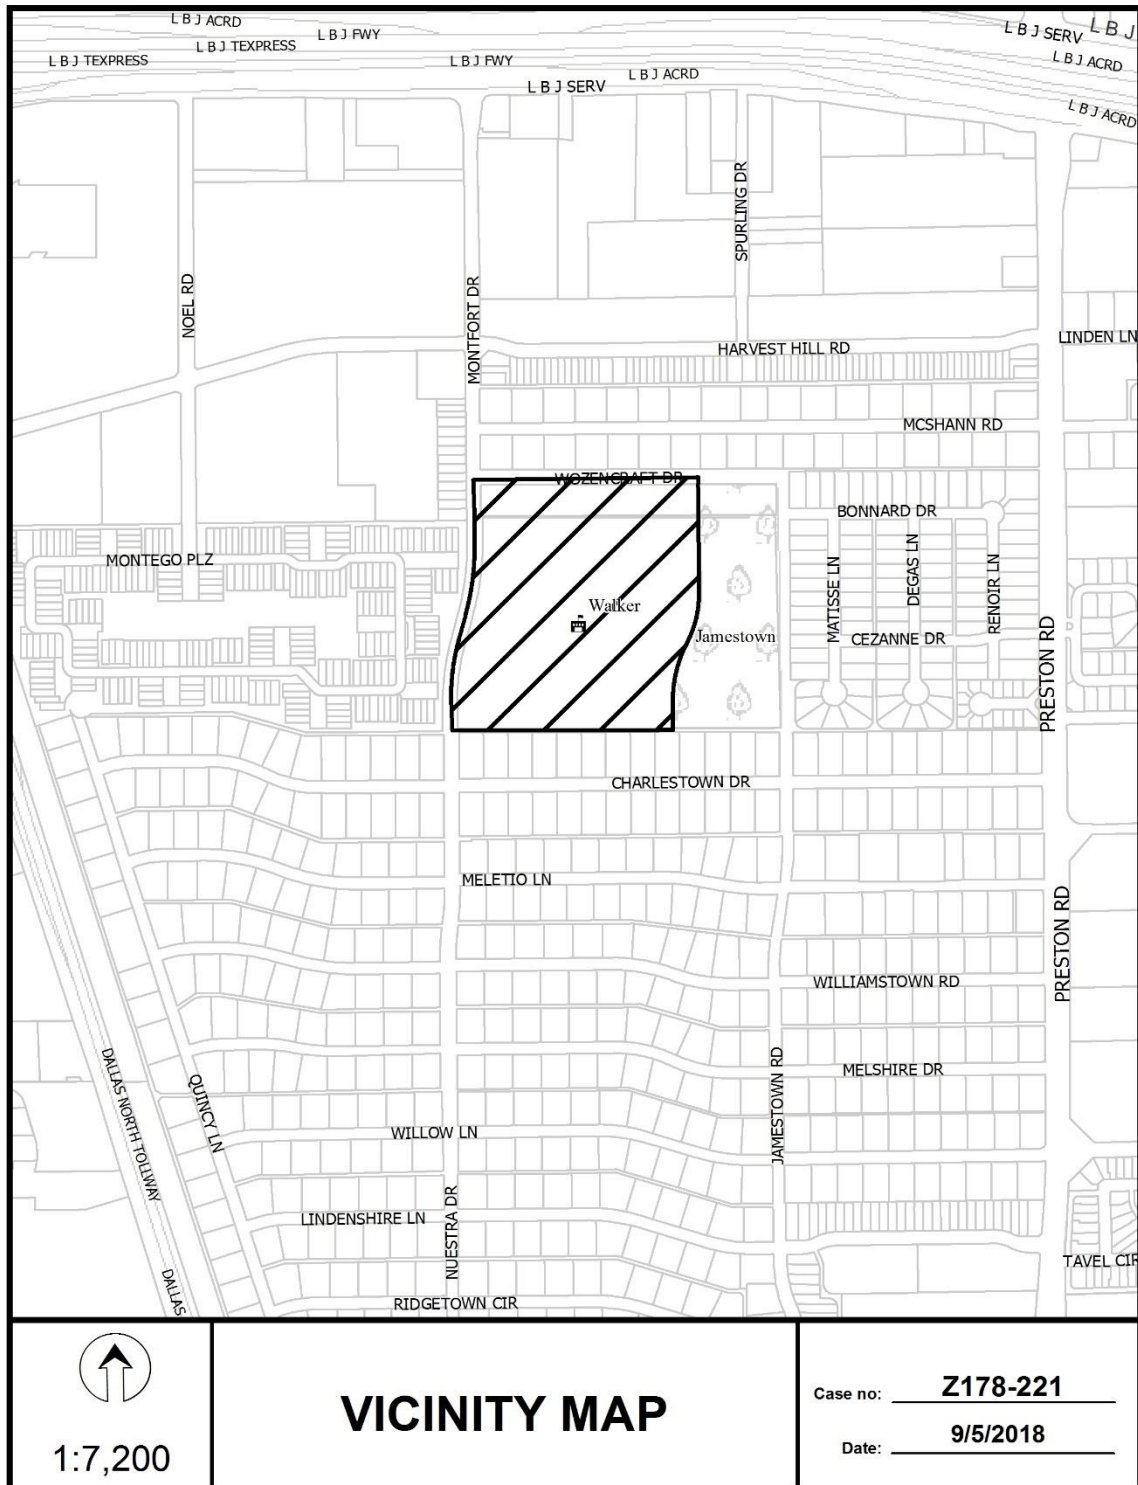 L B J ACRD
L B J FWY
L B J SERV
L B J
L B J TEXPRESS
L B J TEXPRESS
L B J FWY
L B J ACRD
L B J ACRD
L B J SERV
L B J ACRD
SPURLING DR
NOEL RD
MONTFORT DR
HARVEST HILL RD
LINDEN LN
MCSHANN RD
WOZENCRAFT DR
BONNARD DR
MONTEGO PLZ
MATISSE LN
DEGAS LN
RENOIR LN
Walker
Jamestown
CEZANNE DR
PRESTON RD
CHARLESTOWN DR
MELETIO LN
PRESTON RD
WILLIAMSTOWN RD
DALLAS NORTH TOLLWAY
QUINCY LN
JAMESTOWN RD
MELSHIRE DR
WILLOW LN
NUESTRA DR
LINDENSHIRE LN
TAVEL CIR
DALLAS
RIDGETOWN CIR
1:7,200
VICINITY MAP
Case no: Z178-221
Date: 9/5/2018